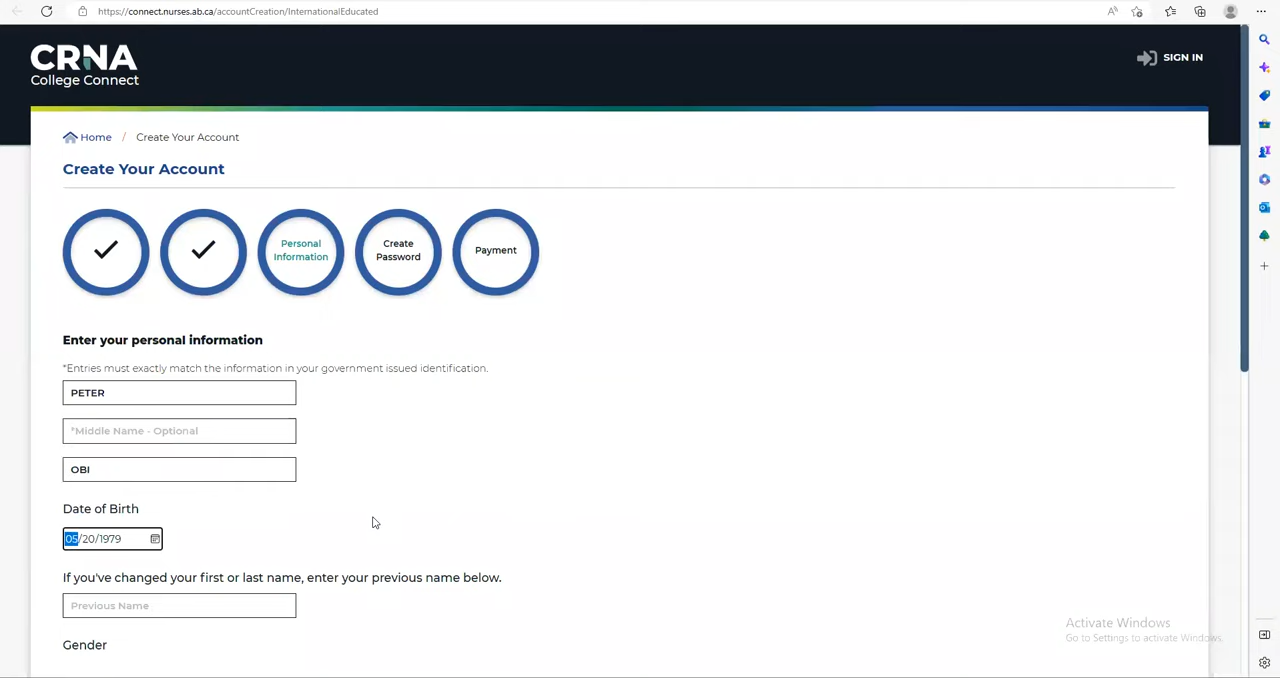 https://connect.nurses.ab.ca/accountCreation/InternationalEducated
CRNA
College Connect
SIGN IN
Home / Create Your Account
Create Your Account
Personal
Information
Create
Password
Payment
Enter your personal information
*Entries must exactly match the information in your government issued identification.
PETER
*Middle Name - Optional
OBI
Date of Birth
05/20/1979
If you've changed your first or last name, enter your previous name below.
Previous Name
Gender
Activate Windows
Go to Settings to activate Windows.